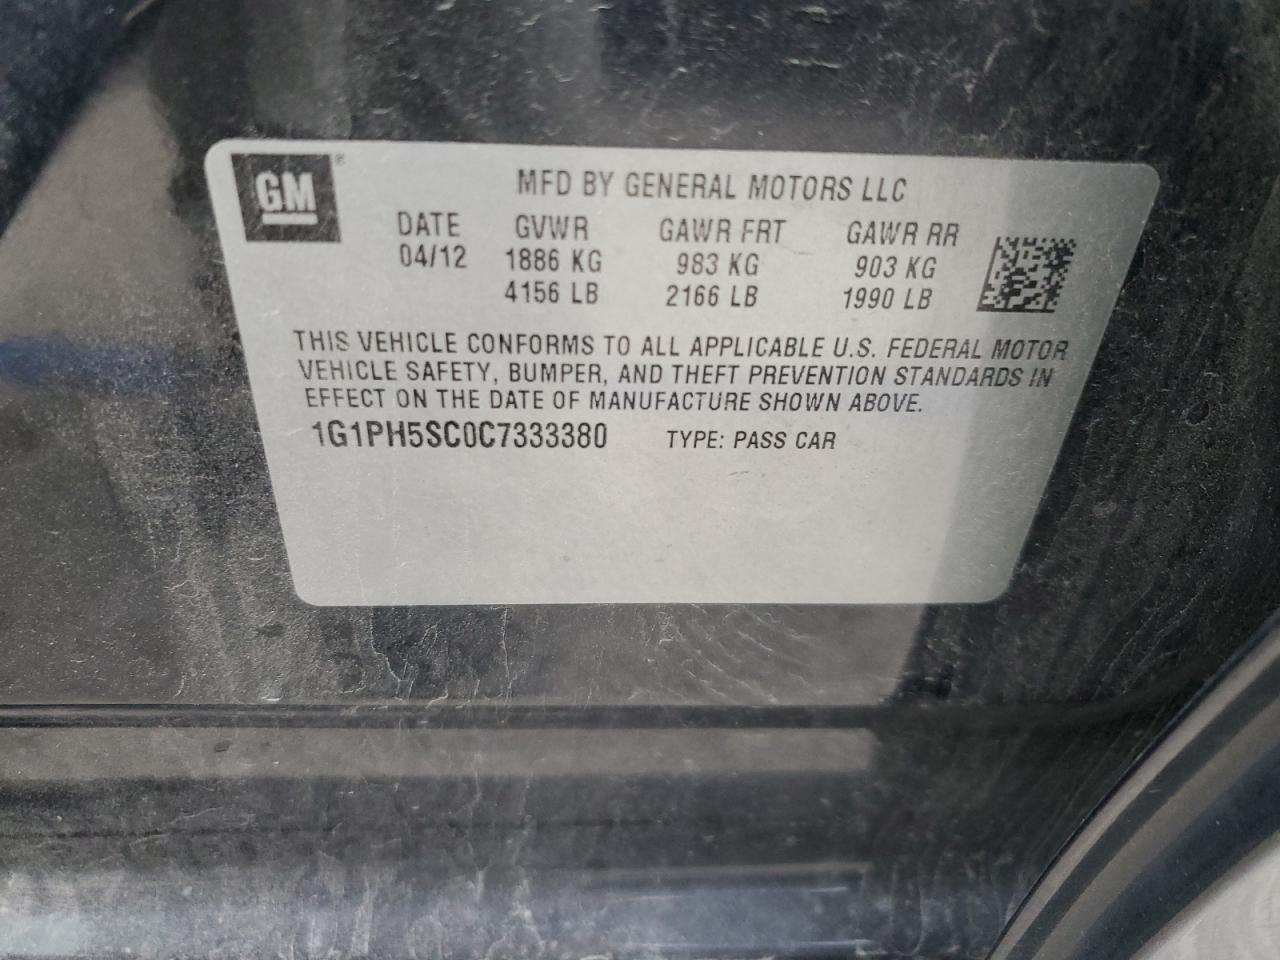 GM ®
MFD BY GENERAL MOTORS LLC
DATE GVWR GAWR FRT GAWR RR
04/12 1886 KG 983 KG 903 KG
4156 LB 2166 LB 1990 LB
THIS VEHICLE CONFORMS TO ALL APPLICABLE U.S. FEDERAL MOTOR
VEHICLE SAFETY, BUMPER, AND THEFT PREVENTION STANDARDS IN
EFFECT ON THE DATE OF MANUFACTURE SHOWN ABOVE.
1G1PH5SC0C7333380 TYPE: PASS CAR